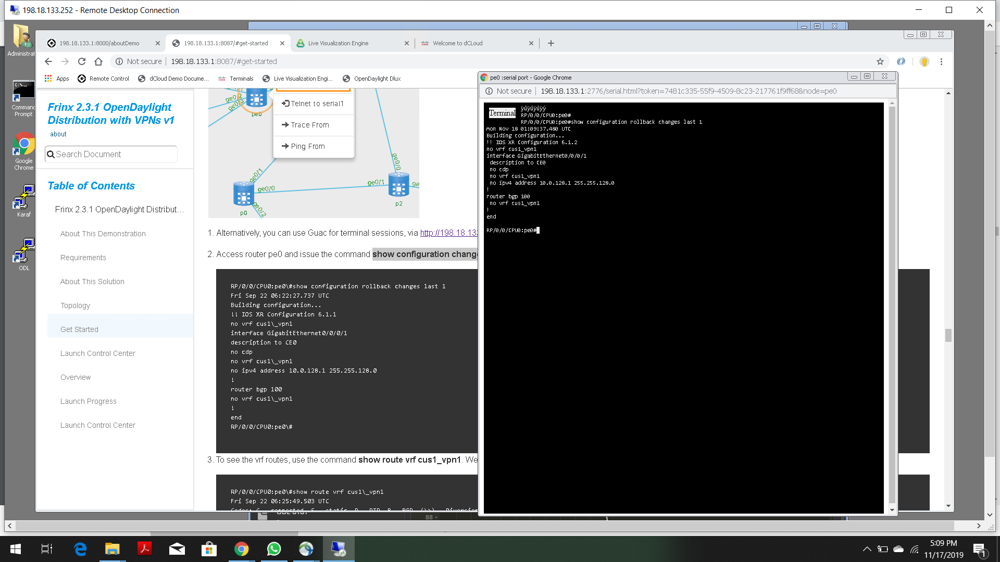 198.18.133.252 - Remote Desktop Connection
Administrat
Command
Prompt
Google
Chrome
Karaf
ODL
198.18.133.1:8000/aboutDemo
198.18.133.1:8087/#get-started
Live Visualization Engine
Welcome to dCloud
Not secure
198.18.133.1:8087/#get-started
Apps
Remote Control
dCloud Demo Docume...
Terminals
Live Visualization Engi...
OpenDaylight Dlux
Frinx 2.3.1 OpenDaylight
Distribution with VPNs v1
about
Search Document
Table of Contents
Frinx 2.3.1 OpenDaylight Distribut...
About This Demonstration
Requirements
About This Solution
Topology
Get Started
Launch Control Center
Overview
Launch Progress
Launch Control Center
ge0/2
ge0/3
pe0
Telnet to serial1
Trace From
Ping From
ge0/1
ge0/0
ge0/2
p0
ge0/0
ge0/1
ge
p2
1. Alternatively, you can use Guac for terminal sessions, via http://198.18.13
2. Access router pe0 and issue the command show configuration chang
RP/0/0/CPU0:pe0\#show configuration rollback changes last 1
Fri Sep 22 06:22:27.737 UTC
Building configuration...
!! IOS XR Configuration 6.1.1
no vrf cus1\_vpn1
interface GigabitEthernet0/0/0/1
description to CE0
no cdp
no vrf cus1\_vpn1
no ipv4 address 10.0.128.1 255.255.128.0
!
router bgp 100
no vrf cus1\_vpn1
!
end
RP/0/0/CPU0:pe0\#
3. To see the vrf routes, use the command show route vrf cus1_vpn1. We
RP/0/0/CPU0:pe0\#show route vrf cus1\_vpn1
Fri Sep 22 06:25:49.503 UTC
88
pe0 :serial port - Google Chrome
Not secure
198.18.133.1:2776/serial.html?token=7481c335-55f9-4509-8c23-217761f9ff68&node=pe0
Terminal
ÿûÿûÿûÿý
RP/0/0/CPU0:pe0#
RP/0/0/CPU0:pe0#show configuration rollback changes last 1
Mon Nov 18 01:09:37.480 UTC
Building configuration...
!! IOS XR Configuration 6.1.2
no vrf cus1_vpn1
interface GigabitEthernet0/0/0/1
description to CE0
no cdp
no vrf cus1_vpn1
no ipv4 address 10.0.128.1 255.255.128.0
!
router bgp 100
no vrf cus1_vpn1
!
end
RP/0/0/CPU0:pe0#
5:09 PM
11/17/2019
1